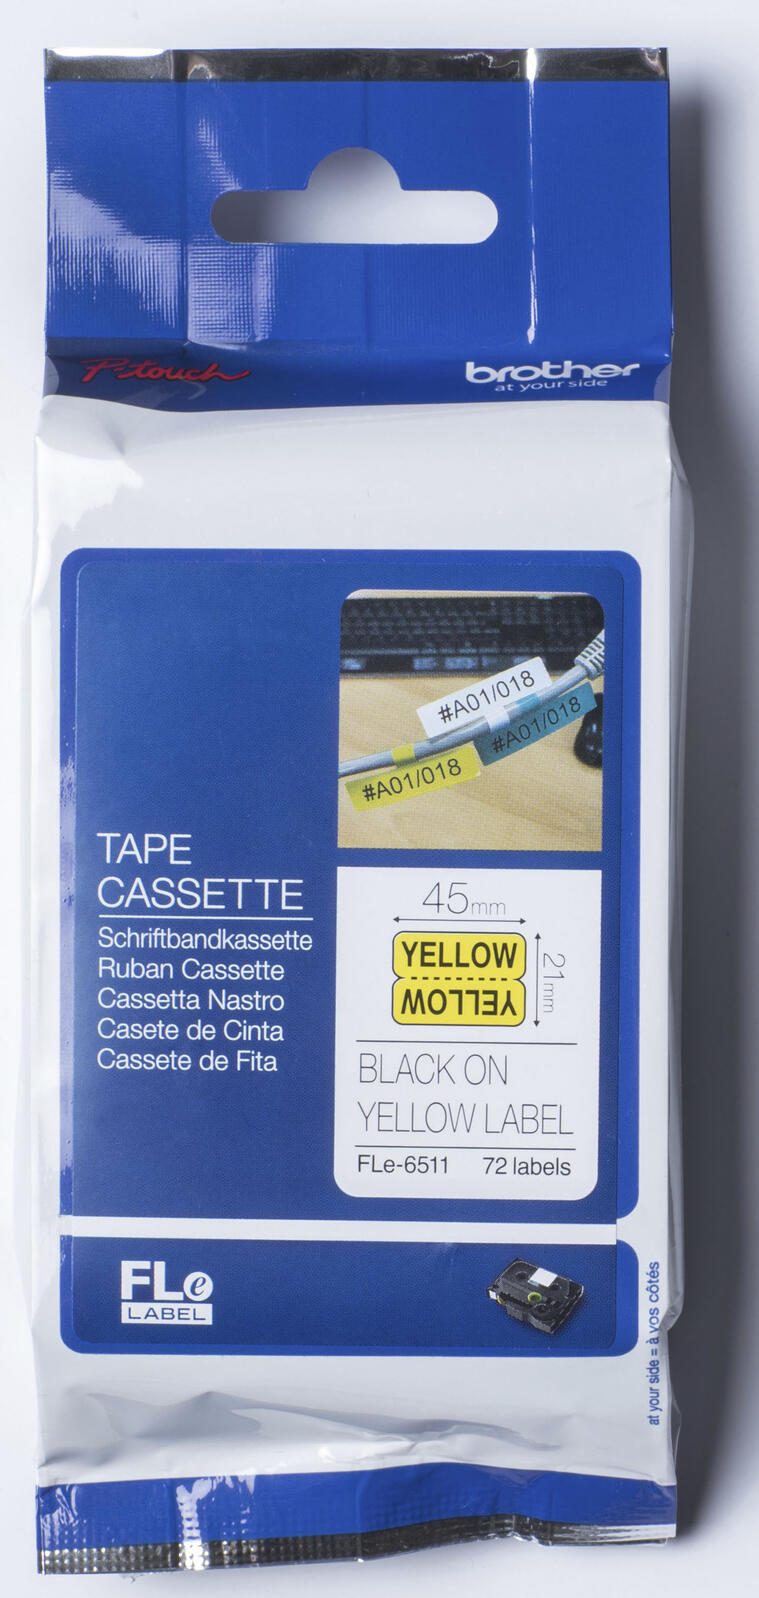 P-touch
brother
at your side
#A01/018
#A01/018
#A01/018
TAPE
CASSETTE
Schriftbandkassette
Ruban Cassette
Cassetta Nastro
Casete de Cinta
Cassete de Fita
45mm
YELLOW
YELLOW
21mm
BLACK ON
YELLOW LABEL
FLe-6511 72 labels
FLe
LABEL
at your side = à vos côtés